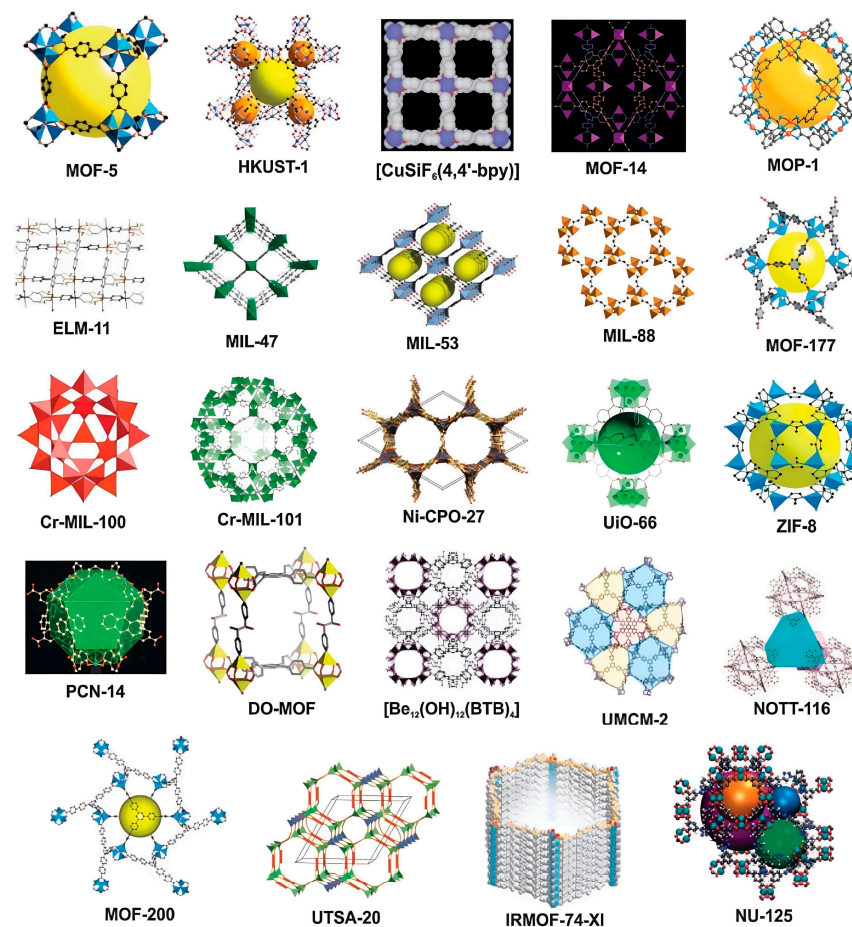 MOF-5
HKUST-1
[CuSiF₆(4,4'-bpy)]
MOF-14
MOP-1
ELM-11
MIL-47
MIL-53
MIL-88
MOF-177
Cr-MIL-100
Cr-MIL-101
Ni-CPO-27
UiO-66
ZIF-8
PCN-14
DO-MOF
[Be₁₂(OH)₁₂(BTB)₄]
UMCM-2
NOTT-116
MOF-200
UTSA-20
IRMOF-74-XI
NU-125